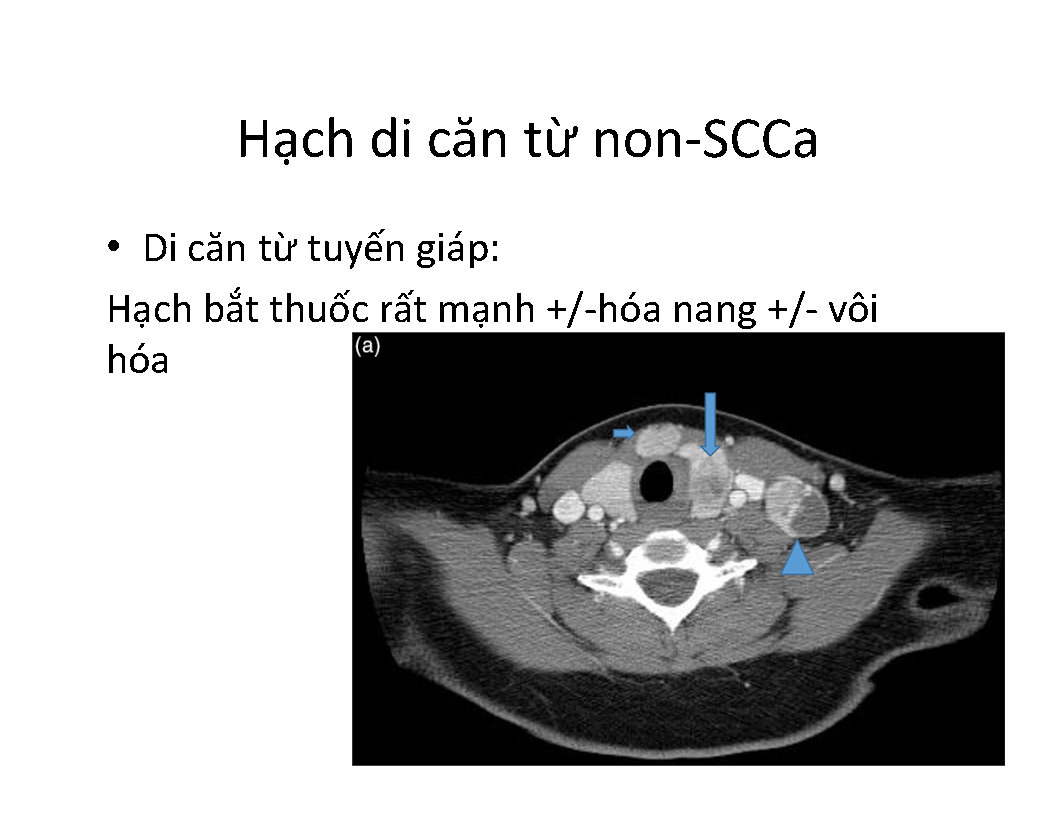 Hạch di căn từ non-SCCa
• Di căn từ tuyến giáp:
Hạch bắt thuốc rất mạnh +/-hóa nang +/- vôi
hóa
(a)